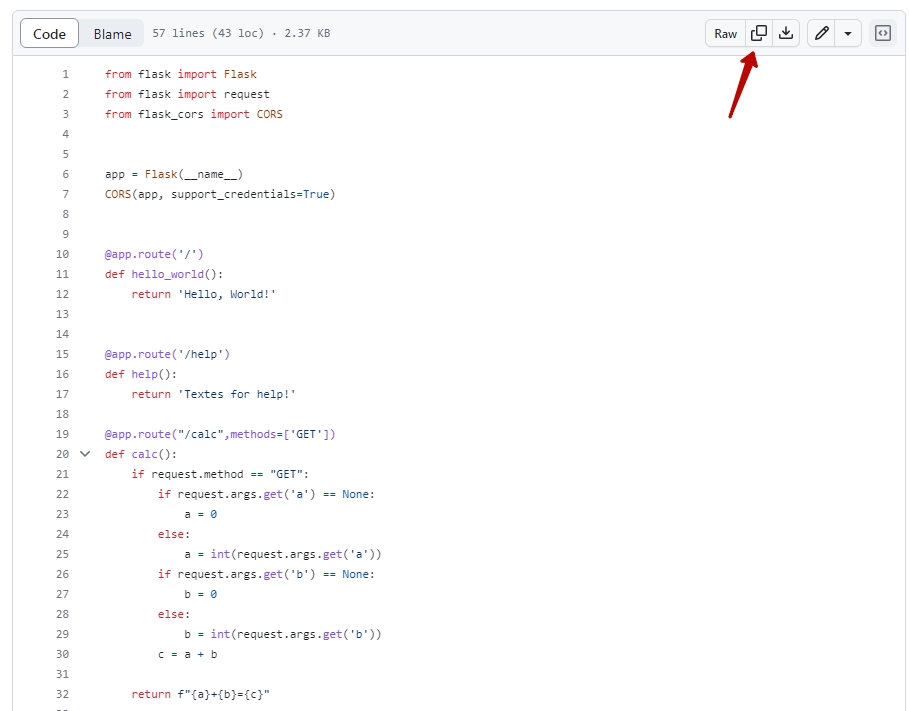 Code Blame 57 lines (43 loc) · 2.37 KB Raw
1 from flask import Flask
2 from flask import request
3 from flask_cors import CORS
4
5
6 app = Flask(__name__)
7 CORS(app, support_credentials=True)
8
9
10 @app.route('/')
11 def hello_world():
12     return 'Hello, World!'
13
14
15 @app.route('/help')
16 def help():
17     return 'Textes for help!'
18
19 @app.route("/calc",methods=['GET'])
20 def calc():
21     if request.method == "GET":
22         if request.args.get('a') == None:
23             a = 0
24         else:
25             a = int(request.args.get('a'))
26         if request.args.get('b') == None:
27             b = 0
28         else:
29             b = int(request.args.get('b'))
30         c = a + b
31
32     return f"{a}+{b}={c}"